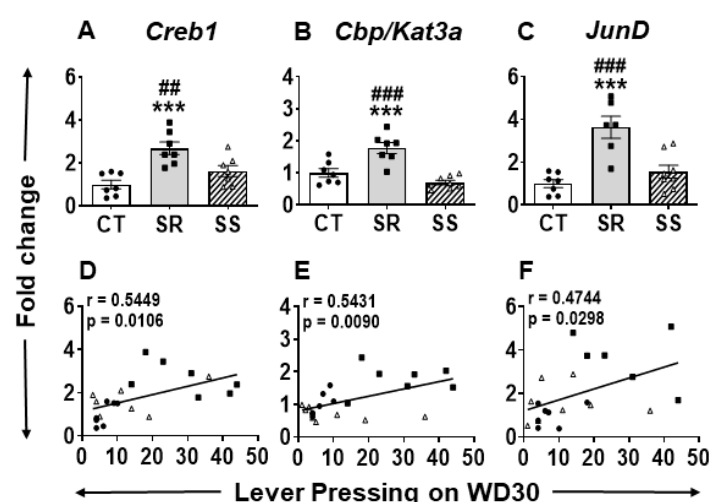 A Creb1
B Cbp/Kat3a
C JunD
Fold change
## 
***
6
4
2
0
CT SR SS
###
***
4
3
2
1
0
CT SR SS
###
***
6
4
2
0
CT SR SS
D
r = 0.5449
p = 0.0106
6
4
2
0
0 10 20 30 40 50
E
r = 0.5431
p = 0.0090
4
3
2
1
0
0 10 20 30 40 50
F
r = 0.4744
p = 0.0298
6
4
2
0
0 10 20 30 40 50
Lever Pressing on WD30